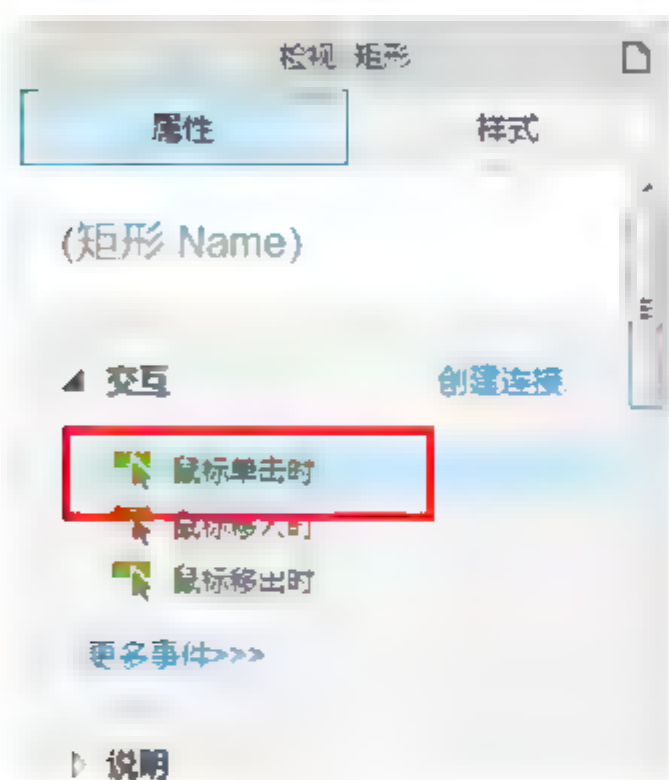 检视 矩形
属性 样式
(矩形 Name)
交互 创建连接
鼠标单击时
鼠标移入时
鼠标移出时
更多事件>>>
说明